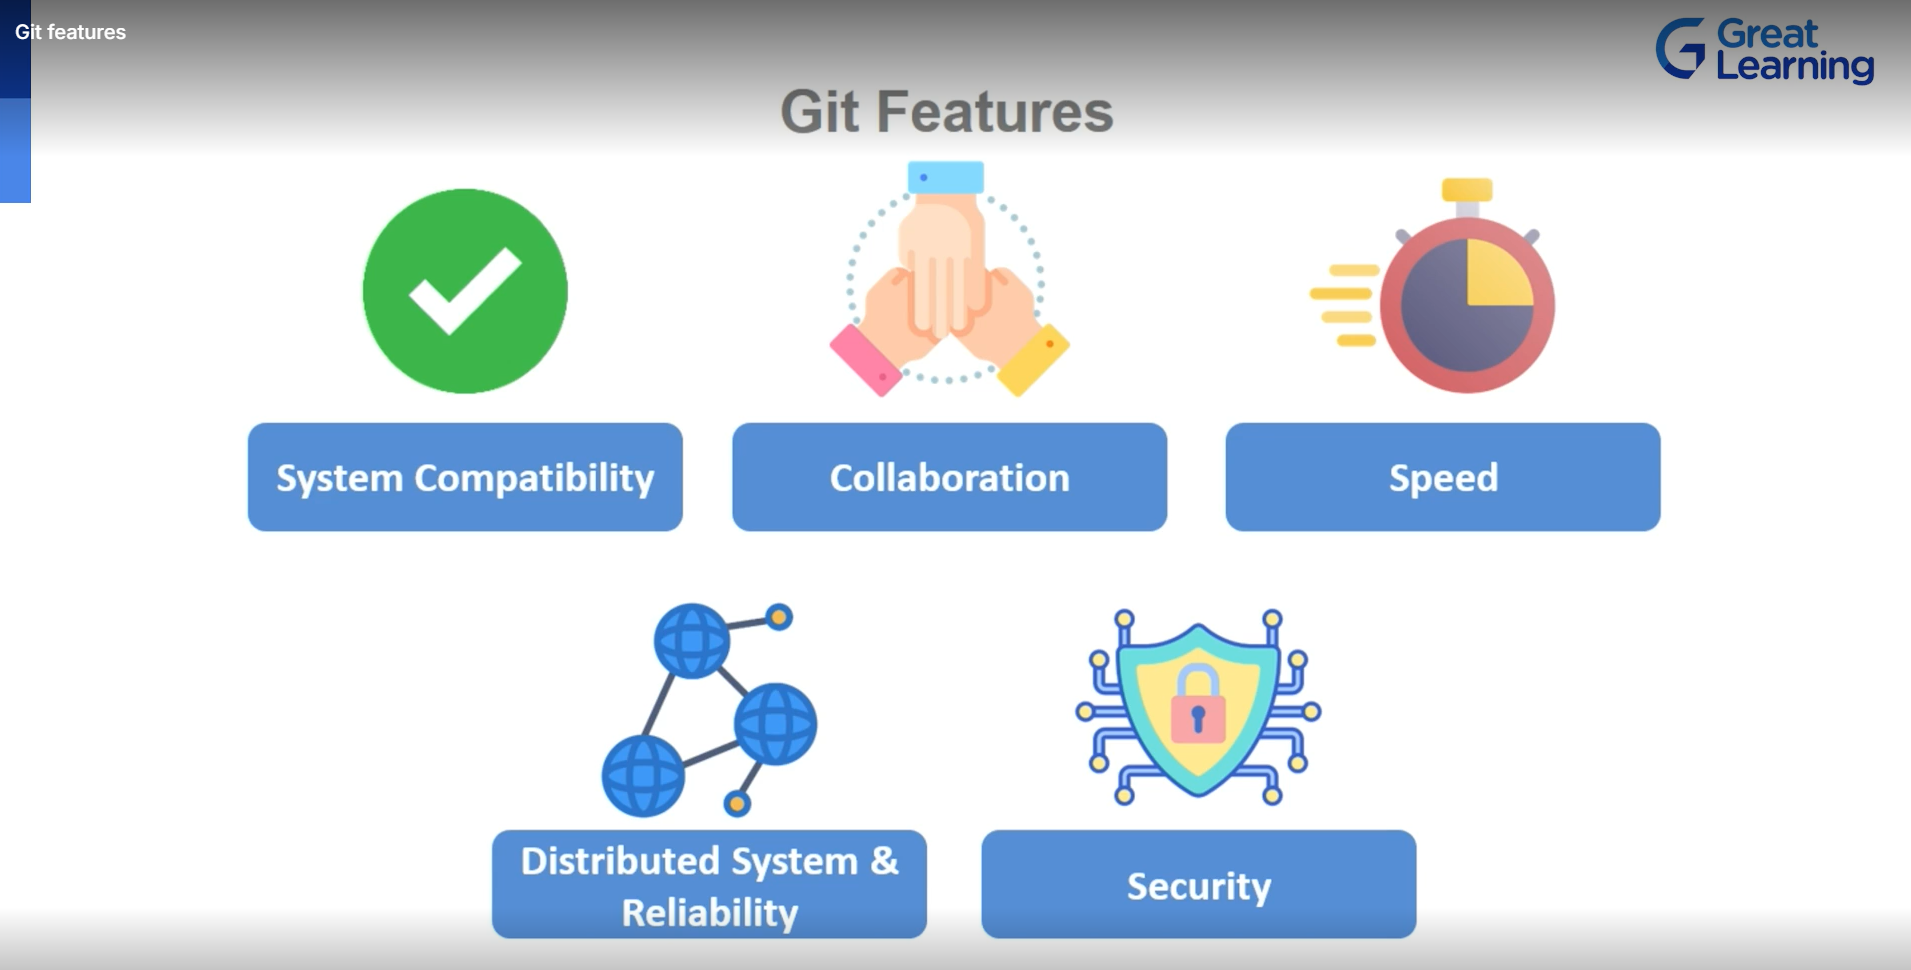 Git features
Great
Learning
Git Features
System Compatibility
Collaboration
Speed
Distributed System &
Reliability
Security